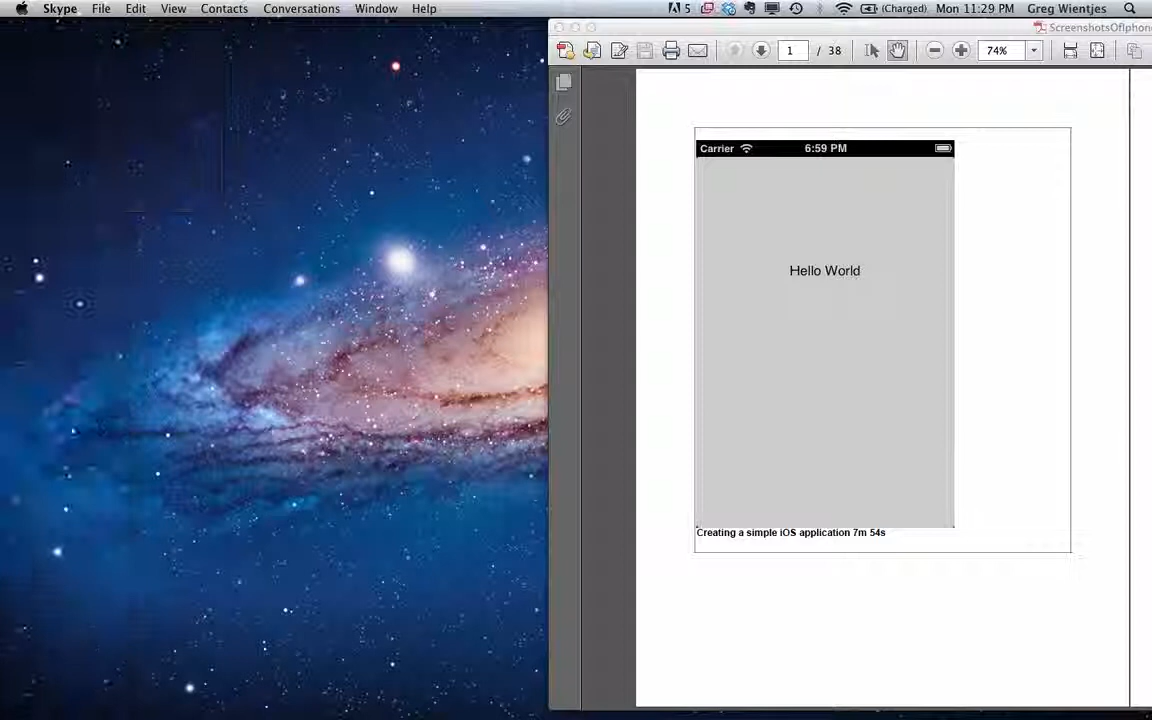 Skype File Edit View Contacts Conversations Window Help 5 (Charged) Mon 11:29 PM Greg Wientjes
ScreenshotsOfIphon
1 / 38 74%
Carrier 6:59 PM
Hello World
Creating a simple iOS application 7m 54s